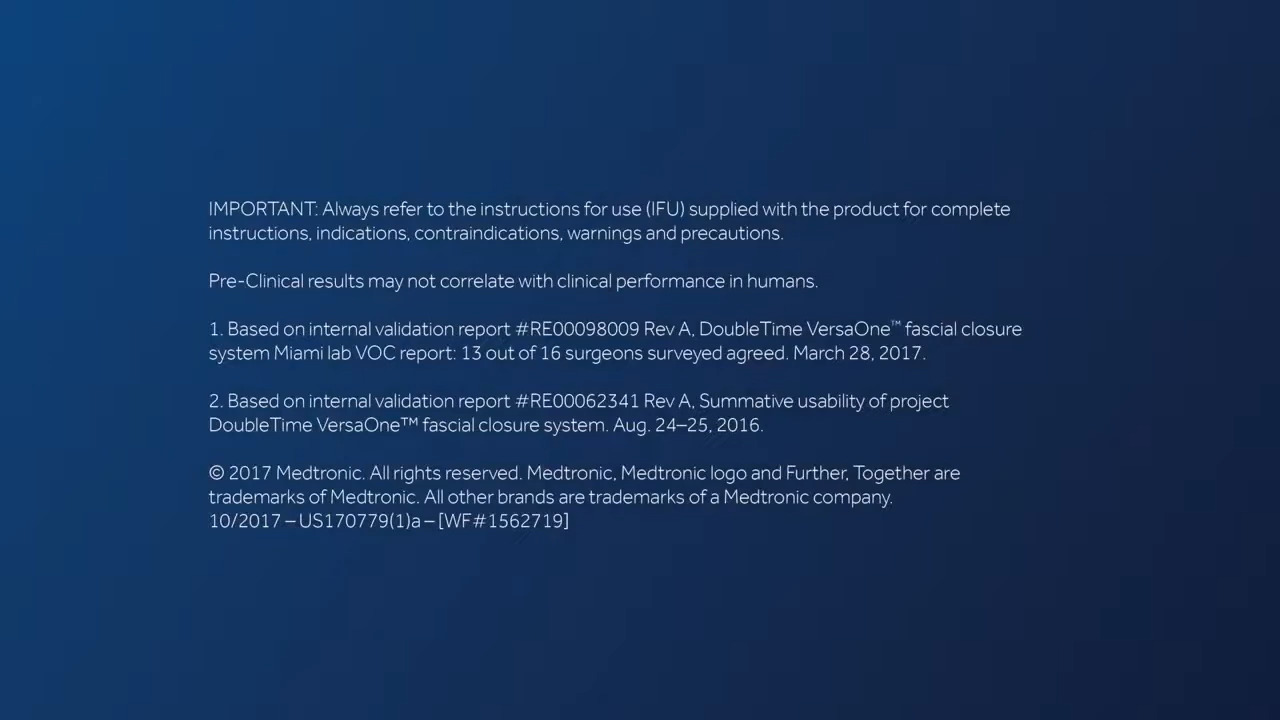 IMPORTANT: Always refer to the instructions for use (IFU) supplied with the product for complete
instructions, indications, contraindications, warnings and precautions.
Pre-Clinical results may not correlate with clinical performance in humans.
1. Based on internal validation report #RE00098009 Rev A, DoubleTime VersaOne™ fascial closure
system Miami lab VOC report: 13 out of 16 surgeons surveyed agreed. March 28, 2017.
2. Based on internal validation report #RE00062341 Rev A, Summative usability of project
DoubleTime VersaOne™ fascial closure system. Aug. 24–25, 2016.
© 2017 Medtronic. All rights reserved. Medtronic, Medtronic logo and Further, Together are
trademarks of Medtronic. All other brands are trademarks of a Medtronic company.
10/2017 – US170779(1)a – [WF#1562719]